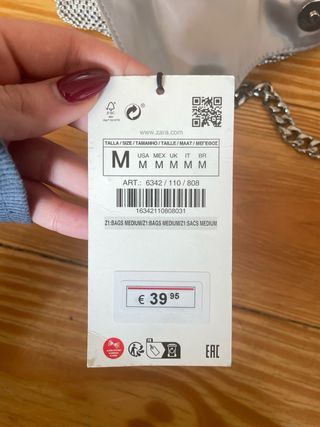 FSC
www.zara.com
TALLA / SIZE / TAMANHO / TAILLE / MAAT / ΜΕΓΕΘΟΣ
M
USA MEX UK IT BR
M M M M M
ART.: 6342 / 110 / 808
16342110808031
Z1:BAGS MEDIUM/Z1:BAGS MEDIUM/Z1:SACS MEDIUM
€ 39 95
EAC